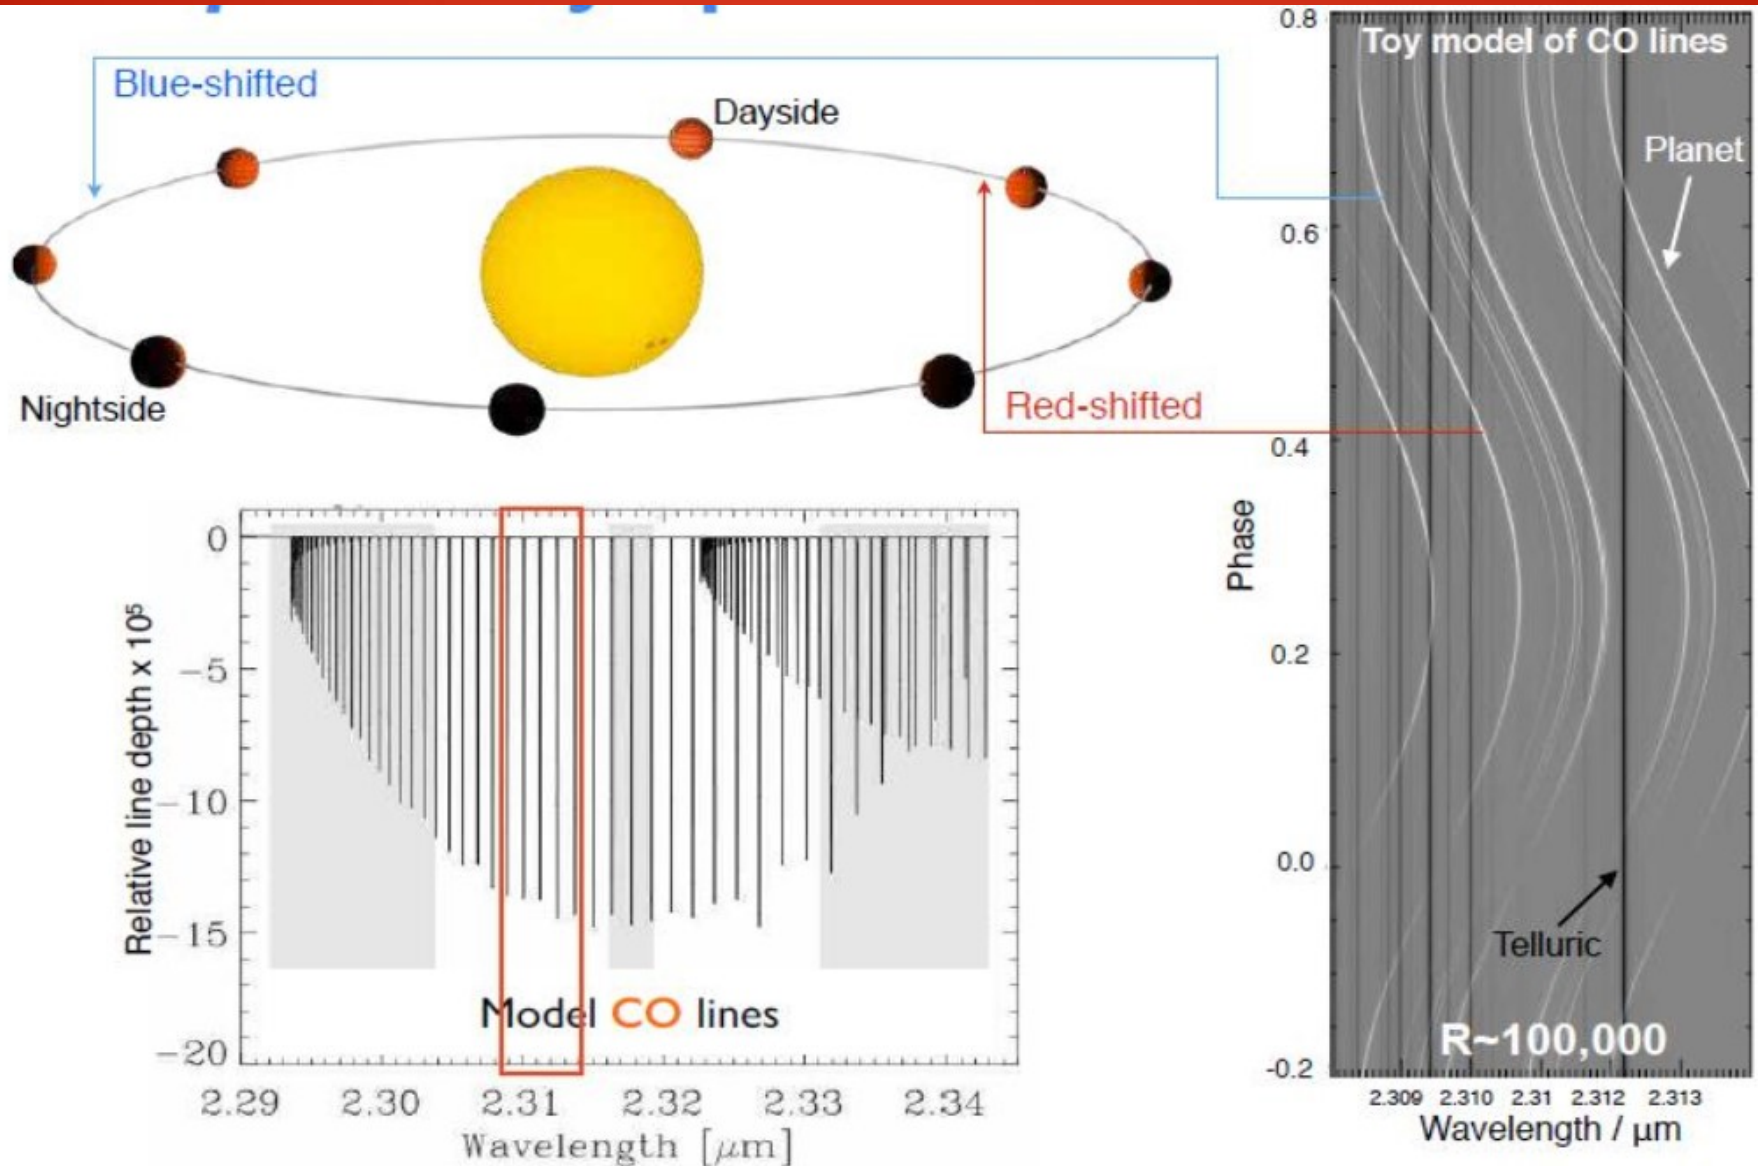 Blue-shifted
Dayside
Nightside
Red-shifted
Toy model of CO lines
Planet
Telluric
R~100,000
0.8
0.6
0.4
0.2
0.0
-0.2
Phase
2.309 2.310 2.31 2.312 2.313
Wavelength / μm
0
−5
−10
−15
−20
Relative line depth x 10⁵
Model CO lines
2.29 2.30 2.31 2.32 2.33 2.34
Wavelength [μm]